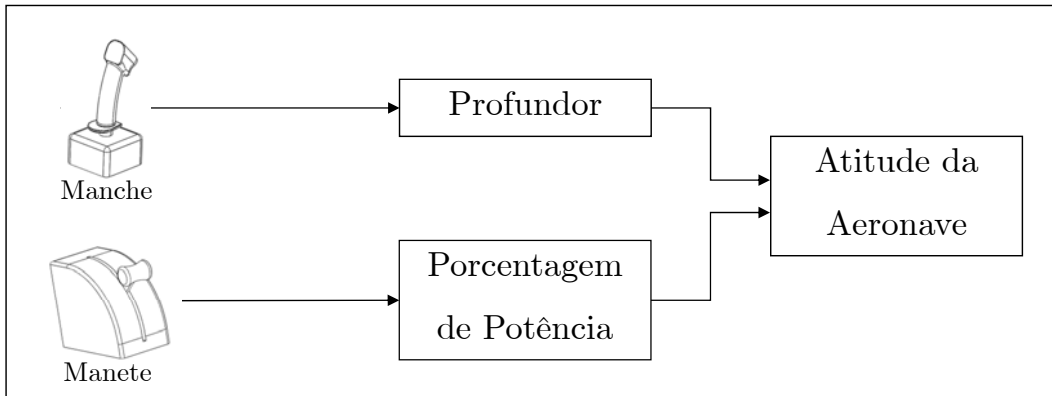 Manche
Profundor
Manete
Porcentagem
de Potência
Atitude da
Aeronave